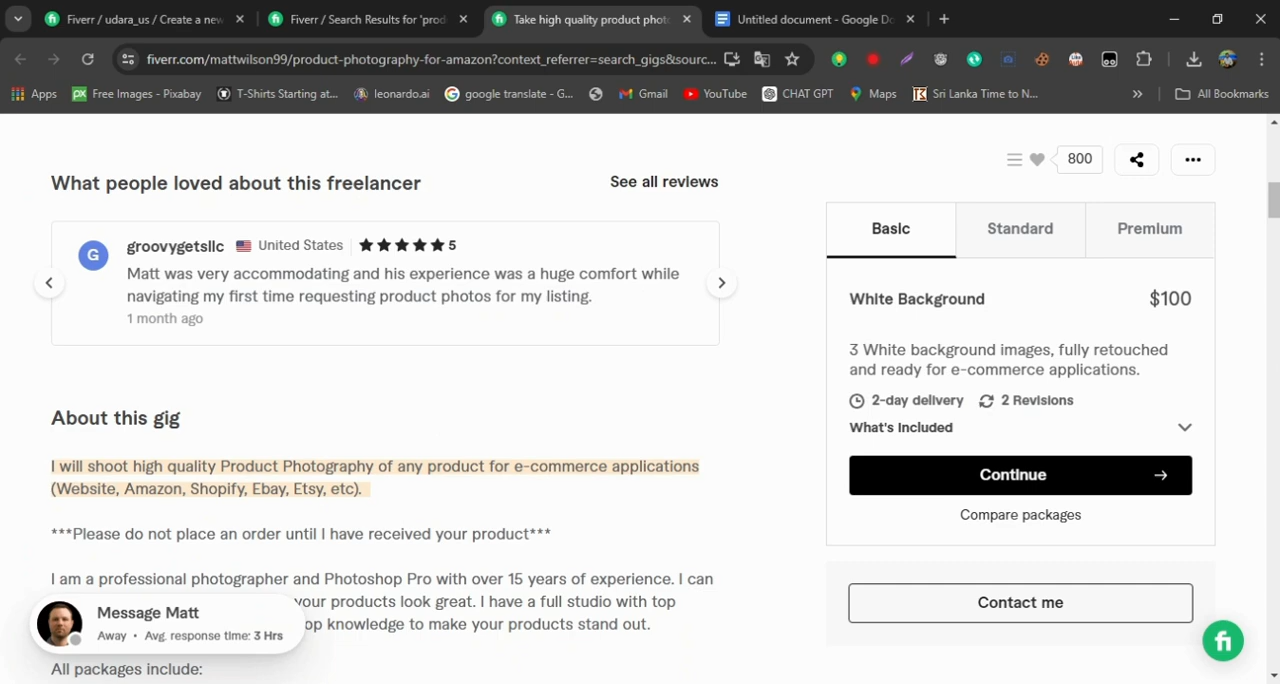 Fiverr / udara_us / Create a new
Fiverr / Search Results for 'prod
Take high quality product phot
Untitled document - Google Do
fiverr.com/mattwilson99/product-photography-for-amazon?context_referrer=search_gigs&sourc...
Apps
Free Images - Pixabay
T-Shirts Starting at...
leonardo.ai
google translate - G...
Gmail
YouTube
CHAT GPT
Maps
Sri Lanka Time to N...
All Bookmarks
What people loved about this freelancer
See all reviews
groovygetsllc United States 5
Matt was very accommodating and his experience was a huge comfort while
navigating my first time requesting product photos for my listing.
1 month ago
About this gig
I will shoot high quality Product Photography of any product for e-commerce applications
(Website, Amazon, Shopify, Ebay, Etsy, etc).
***Please do not place an order until I have received your product***
I am a professional photographer and Photoshop Pro with over 15 years of experience. I can
your products look great. I have a full studio with top
knowledge to make your products stand out.
All packages include:
Message Matt
Away · Avg. response time: 3 Hrs
800
Basic
Standard
Premium
White Background $100
3 White background images, fully retouched
and ready for e-commerce applications.
2-day delivery 2 Revisions
What's Included
Continue
Compare packages
Contact me
fi